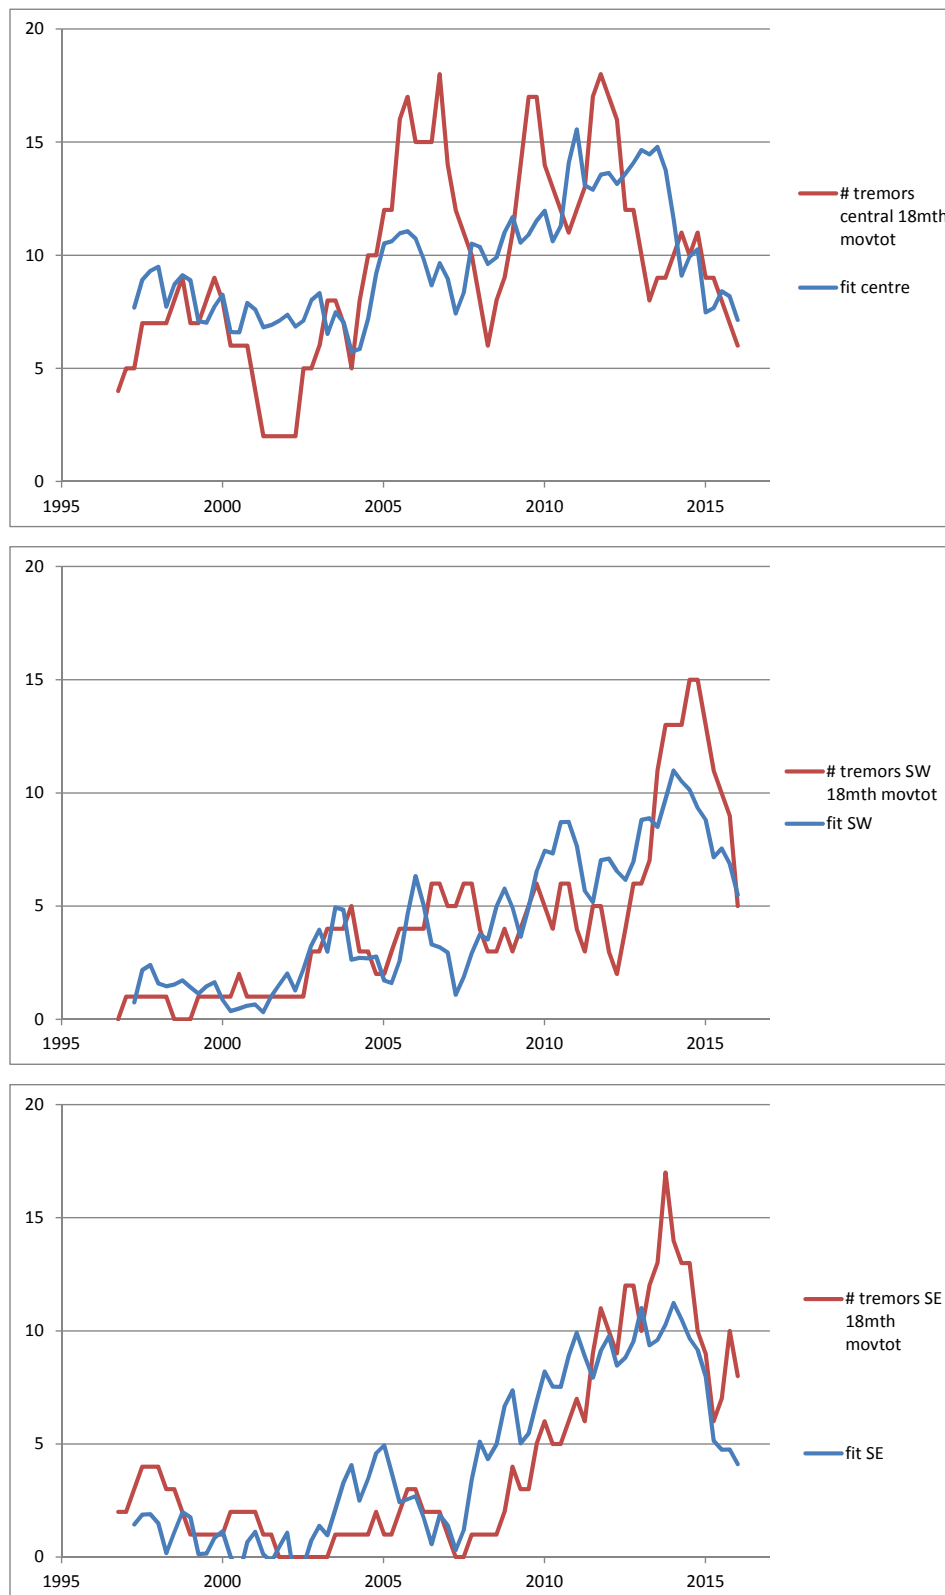 20
15
10
5
0
1995 2000 2005 2010 2015
# tremors
central 18mth
movtot
fit centre
20
15
10
5
0
1995 2000 2005 2010 2015
# tremors SW
18mth movtot
fit SW
20
15
10
5
0
1995 2000 2005 2010 2015
# tremors SE
18mth
movtot
fit SE